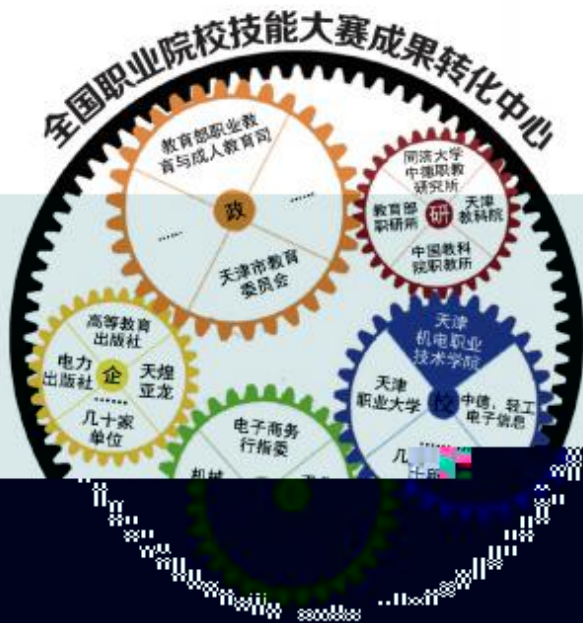 全国职业院校技能大赛成果转化中心
教育部职业教
育与成人教育司
……
……
政
天津市教育
委员会
同济大学
中德职教
研究所
教育部
职研所
研
天津
教科院
中国教科
院职教所
高等教育
出版社
电力
出版社
企
天煌
亚龙
……
几十家
单位
天津
机电职业
技术学院
天津
职业大学
校
中德、轻工
电子信息
……
电子商务
行指委
机械